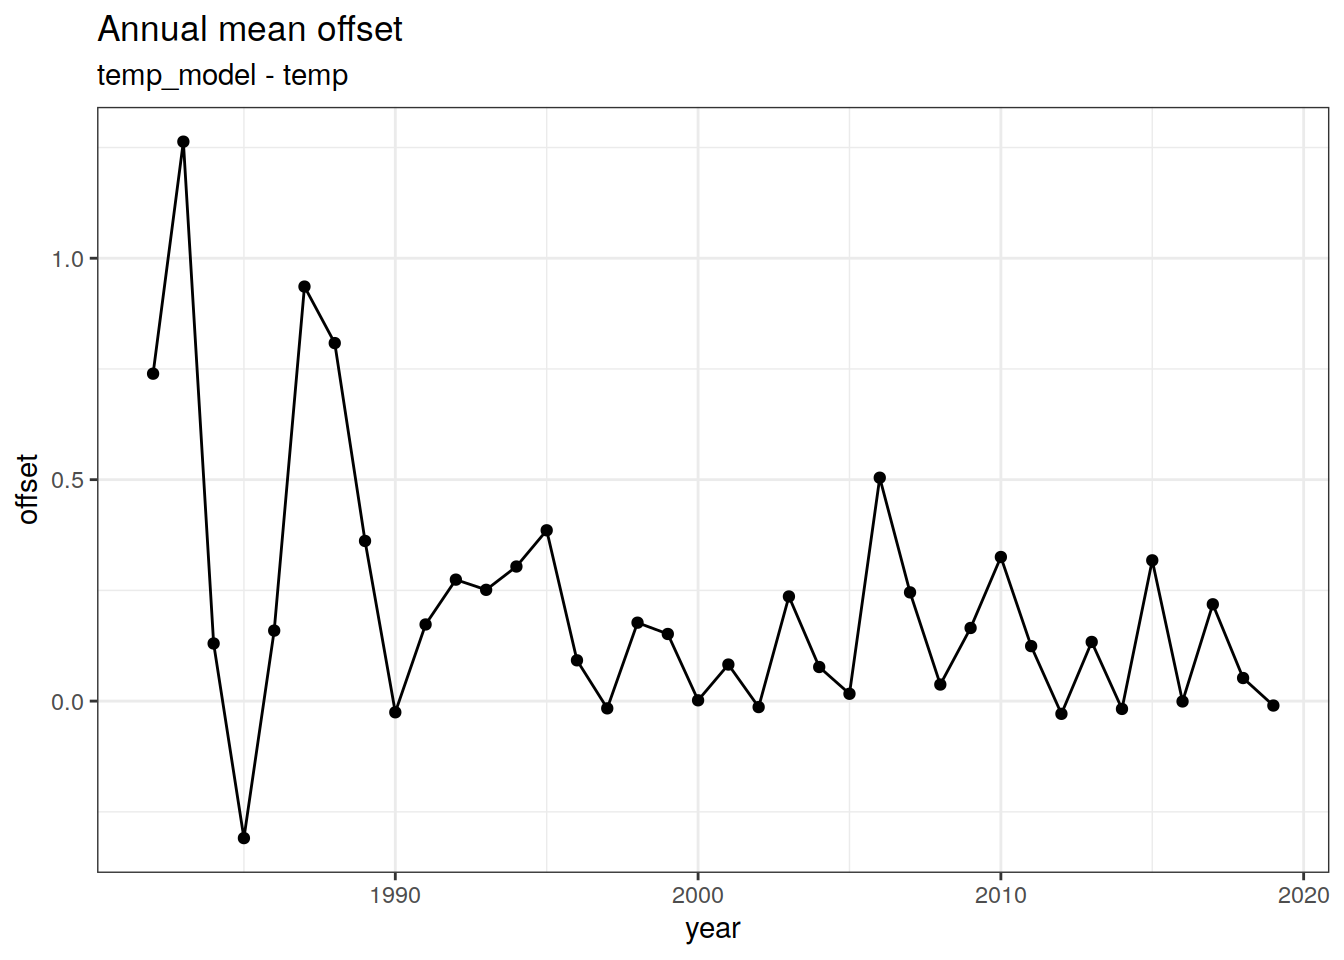 Annual mean offset
temp_model - temp
1.0
0.5
0.0
offset
1990 2000 2010 2020
year